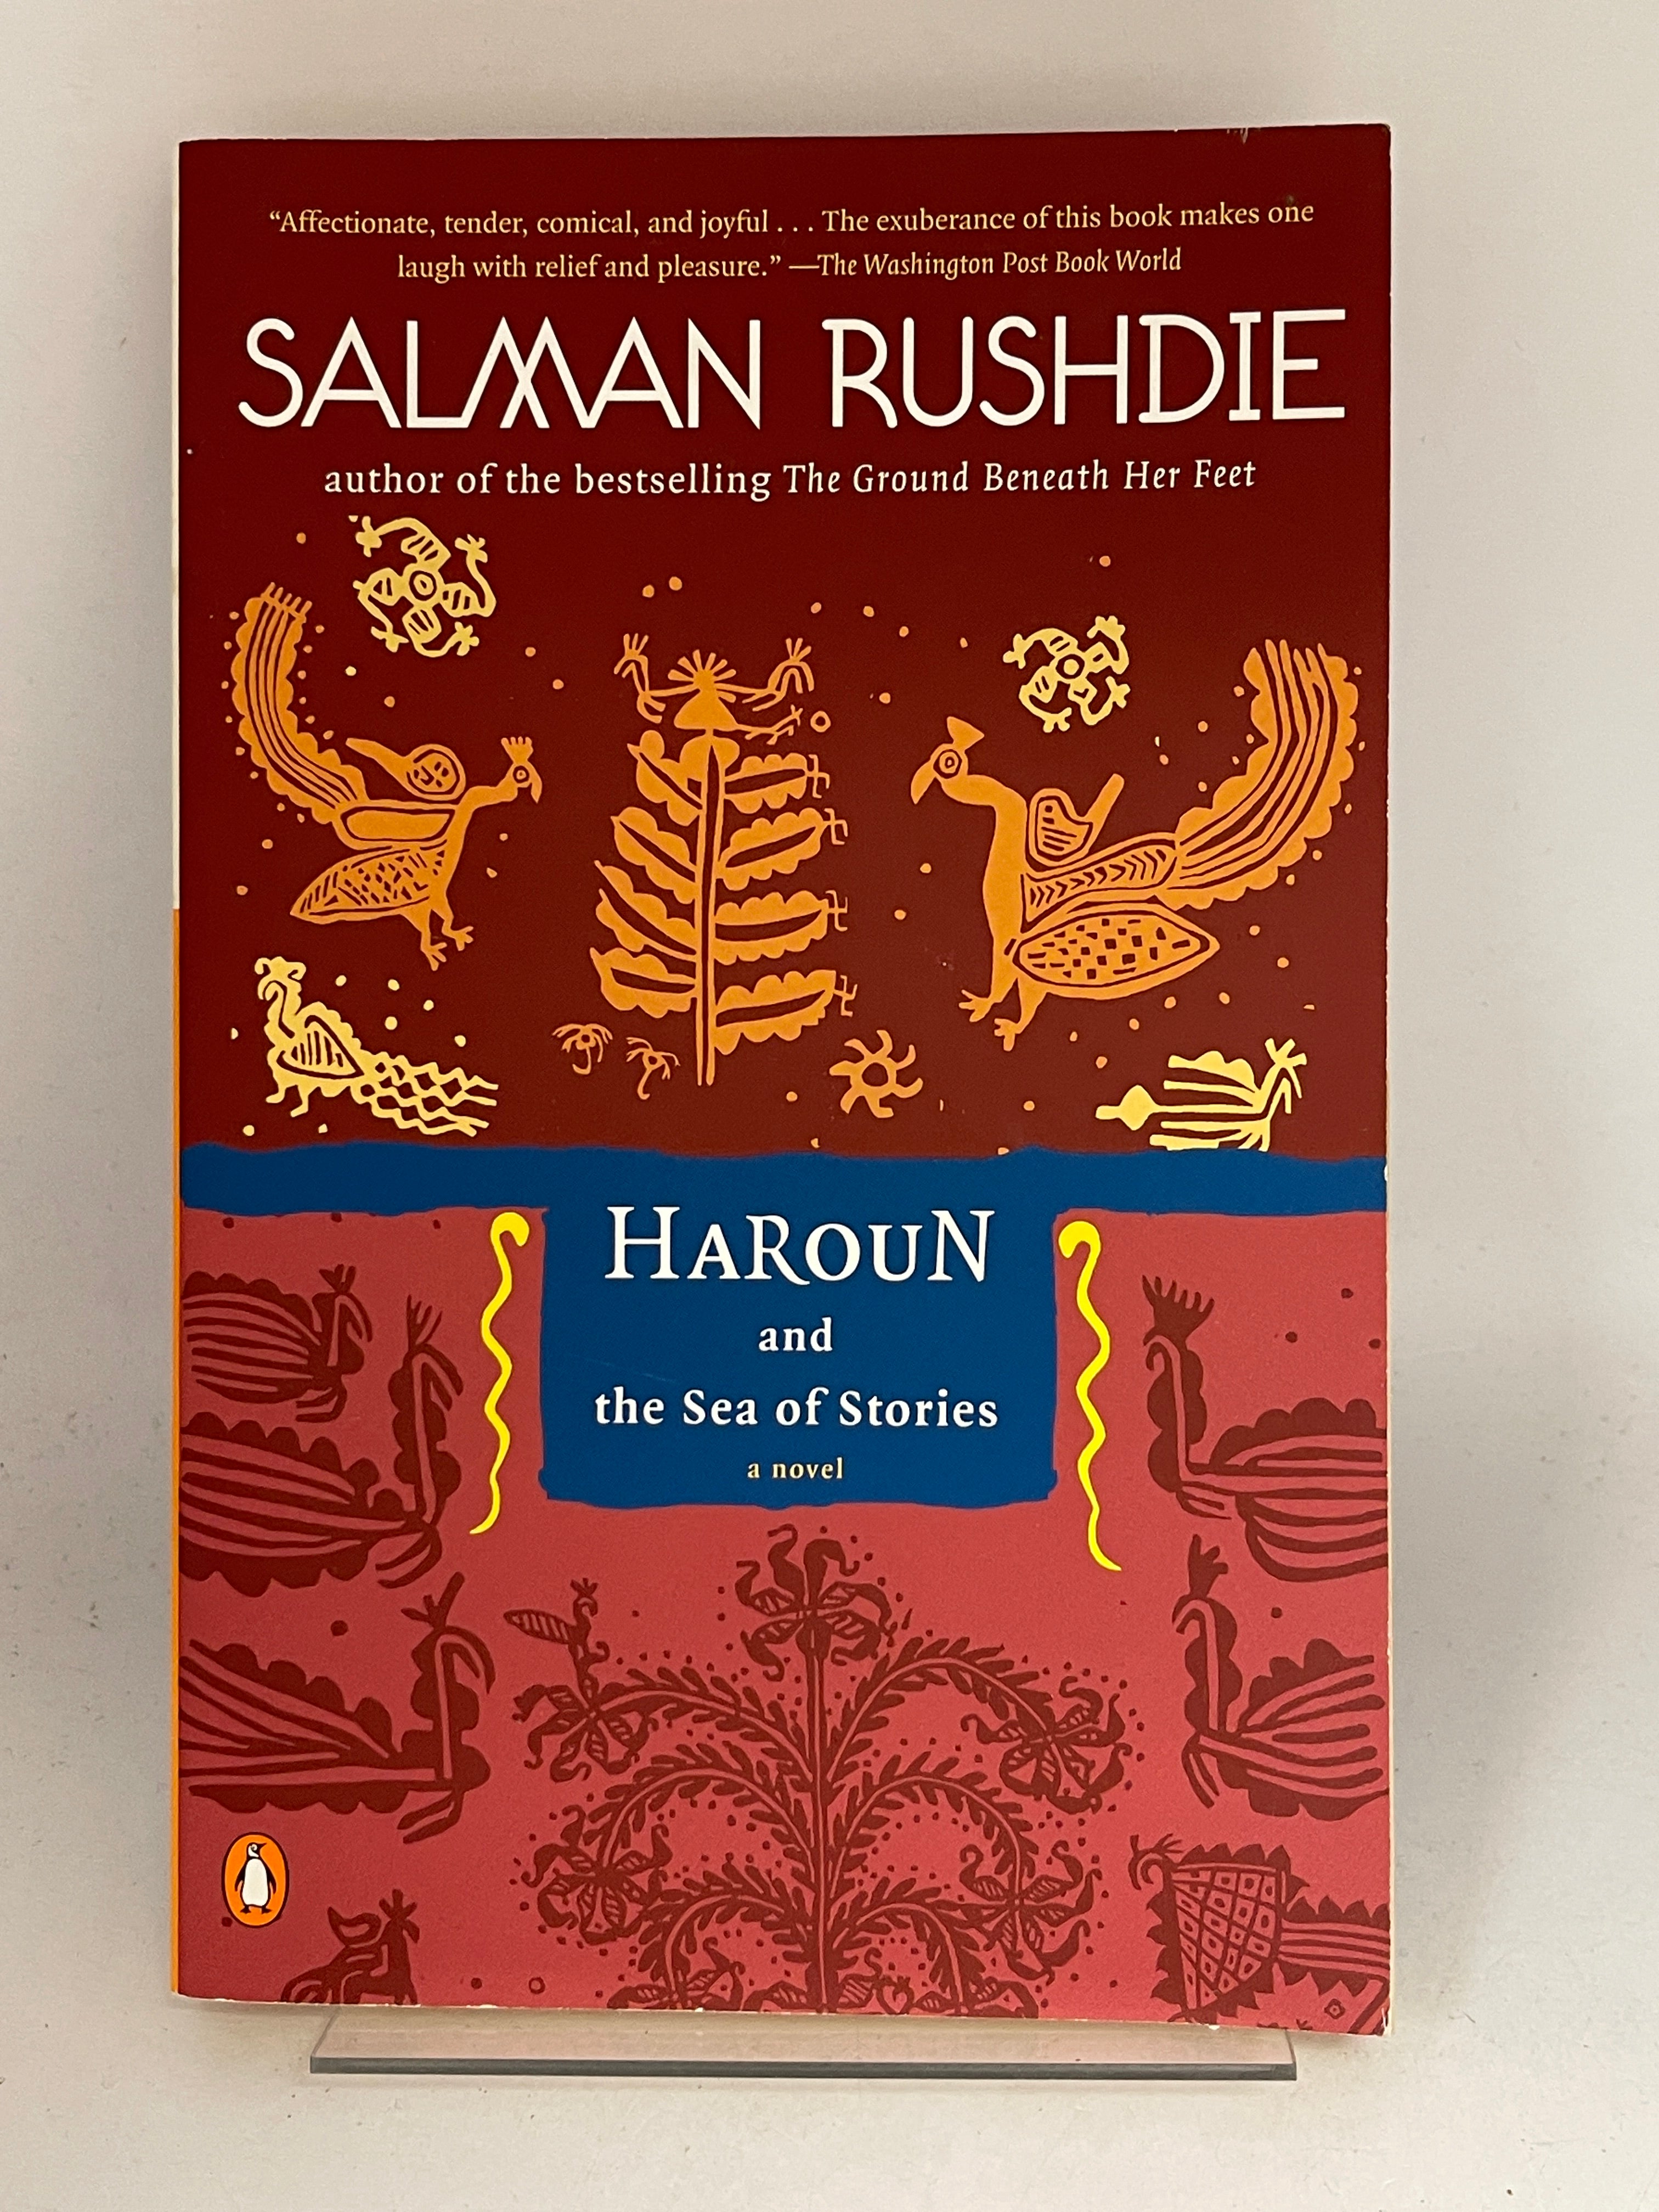 “Affectionate, tender, comical, and joyful . . . The exuberance of this book makes one
laugh with relief and pleasure.” —The Washington Post Book World
SALMAN RUSHDIE
author of the bestselling The Ground Beneath Her Feet
HAROUN
and
the Sea of Stories
a novel